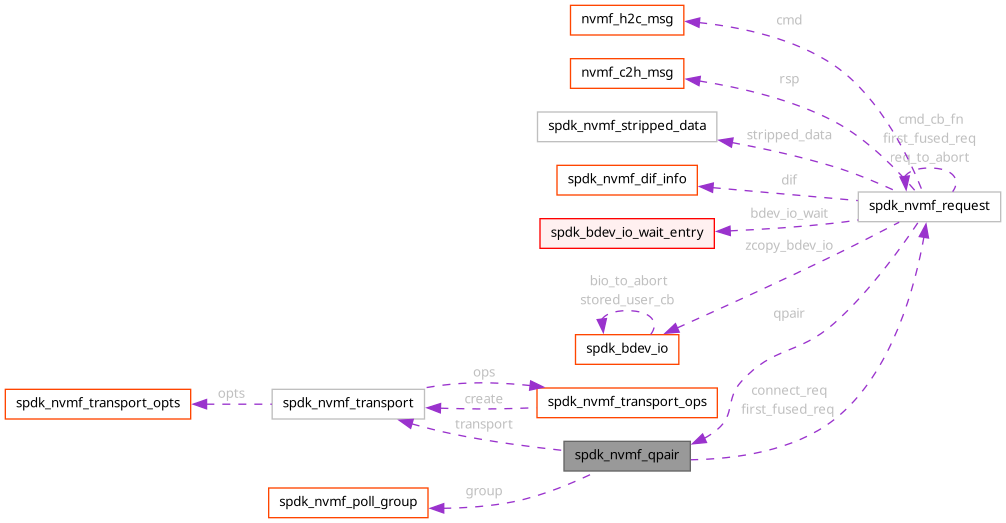 nvmf_h2c_msg
cmd
nvmf_c2h_msg
rsp
spdk_nvmf_stripped_data
stripped_data
cmd_cb_fn
first_fused_req
req_to_abort
spdk_nvmf_dif_info
dif
spdk_nvmf_request
spdk_bdev_io_wait_entry
bdev_io_wait
zcopy_bdev_io
bio_to_abort
stored_user_cb
qpair
spdk_bdev_io
ops
connect_req
first_fused_req
spdk_nvmf_transport_opts
opts
spdk_nvmf_transport
create
spdk_nvmf_transport_ops
transport
spdk_nvmf_qpair
spdk_nvmf_poll_group
group